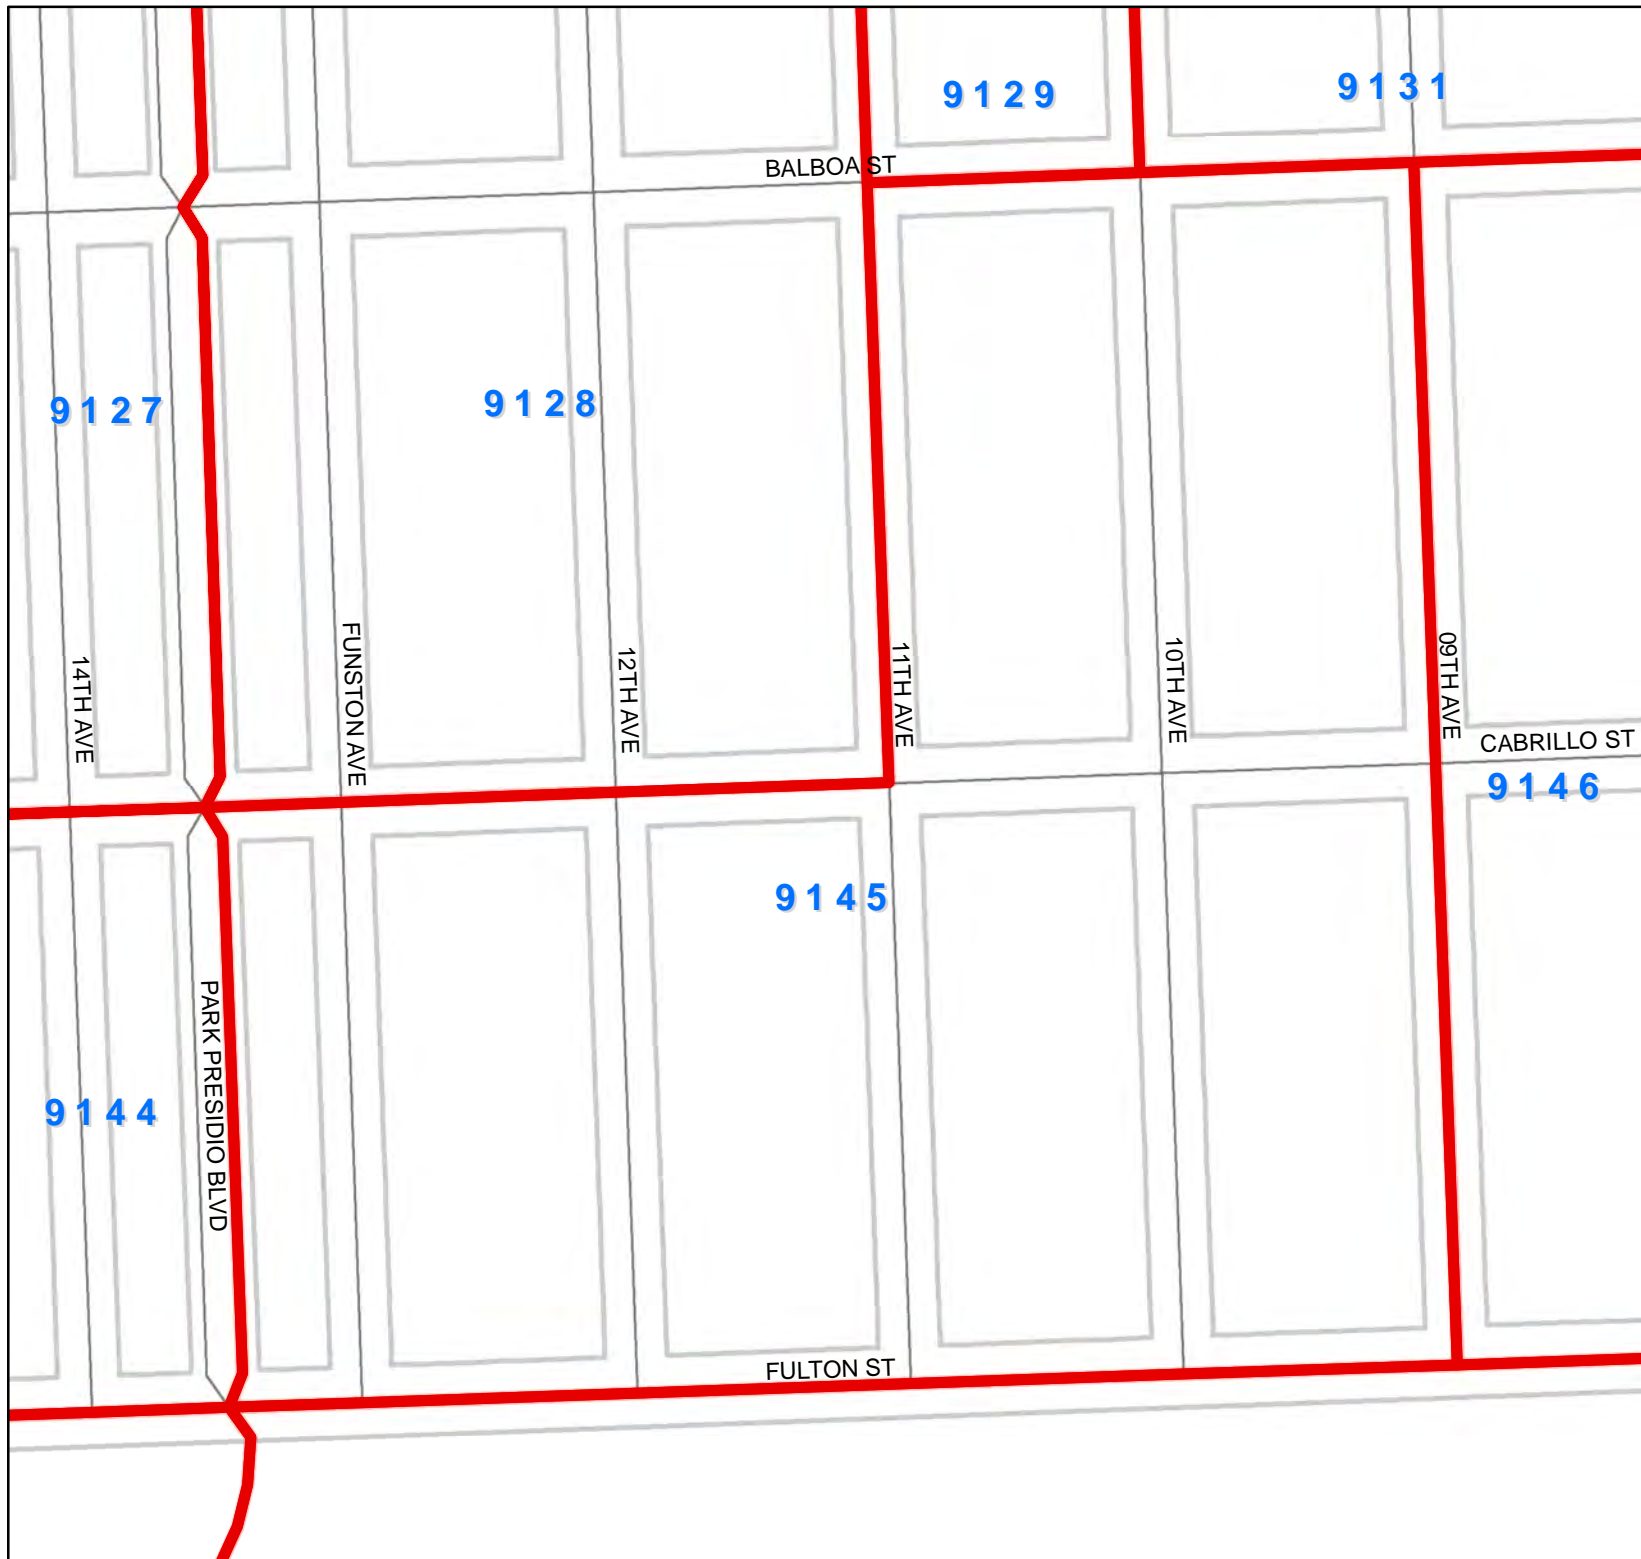 9131
9129
BALBOA ST
9127
9128
14TH AVE
FUNSTON AVE
12TH AVE
11TH AVE
10TH AVE
09TH AVE
CABRILLO ST
9146
9145
PARK PRESIDIO BLVD
9144
FULTON ST